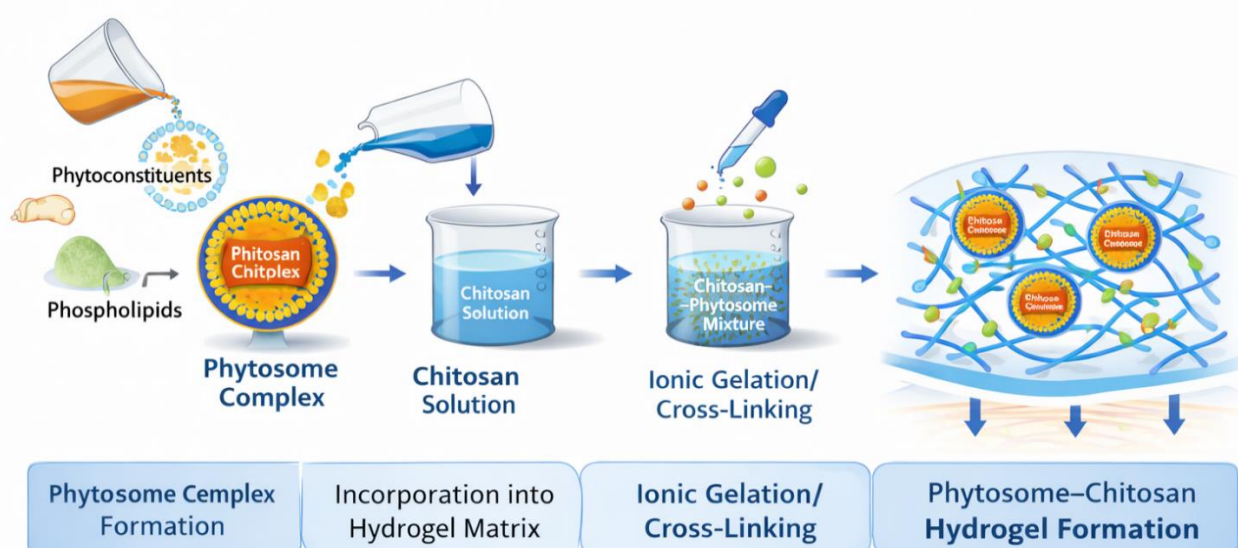 Phytoconstituents
Phospholipids
Phitosan
Chitplex
Phytosome
Complex
Chitosan
Solution
Chitosan
Solution
Chitosan–
–Phytosome
Mixture
Ionic Gelation/
Cross-Linking
Phytosome Cemplex
Formation
Incorporation into
Hydrogel Matrix
Ionic Gelation/
Cross-Linking
Phytosome–Chitosan
Hydrogel Formation